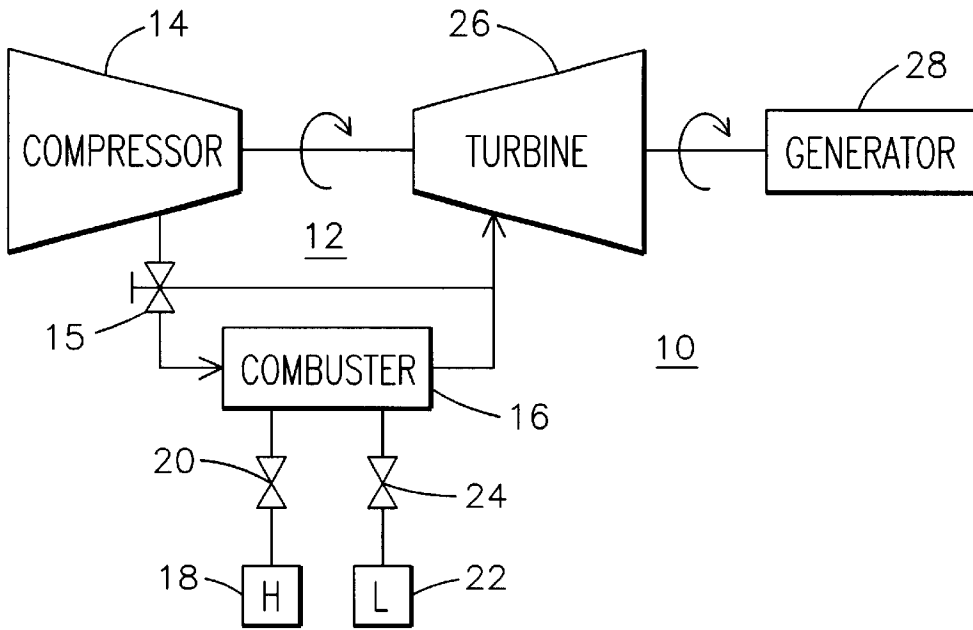 14
26
28
COMPRESSOR
TURBINE
GENERATOR
12
15
10
COMBUSTER
16
20
24
18
H
L
22